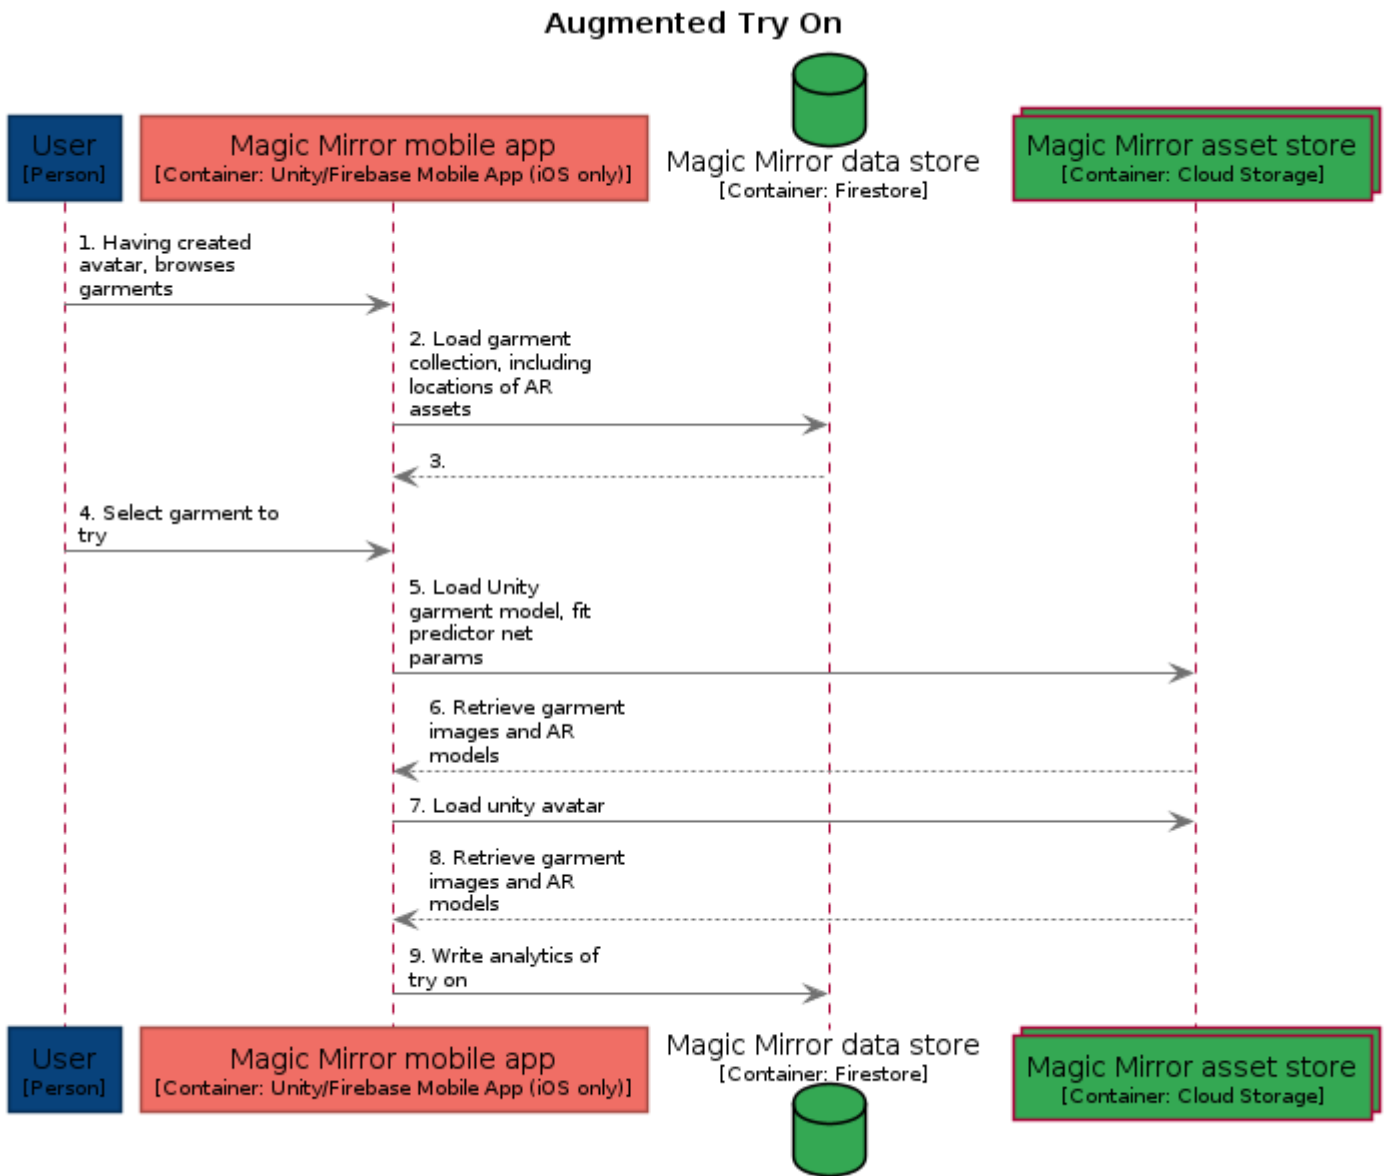 Augmented Try On
User
[Person]
Magic Mirror mobile app
[Container: Unity/Firebase Mobile App (iOS only)]
Magic Mirror data store
[Container: Firestore]
Magic Mirror asset store
[Container: Cloud Storage]
1. Having created
avatar, browses
garments
2. Load garment
collection, including
locations of AR
assets
3.
4. Select garment to
try
5. Load Unity
garment model, fit
predictor net
params
6. Retrieve garment
images and AR
models
7. Load unity avatar
8. Retrieve garment
images and AR
models
9. Write analytics of
try on
User
[Person]
Magic Mirror mobile app
[Container: Unity/Firebase Mobile App (iOS only)]
Magic Mirror data store
[Container: Firestore]
Magic Mirror asset store
[Container: Cloud Storage]